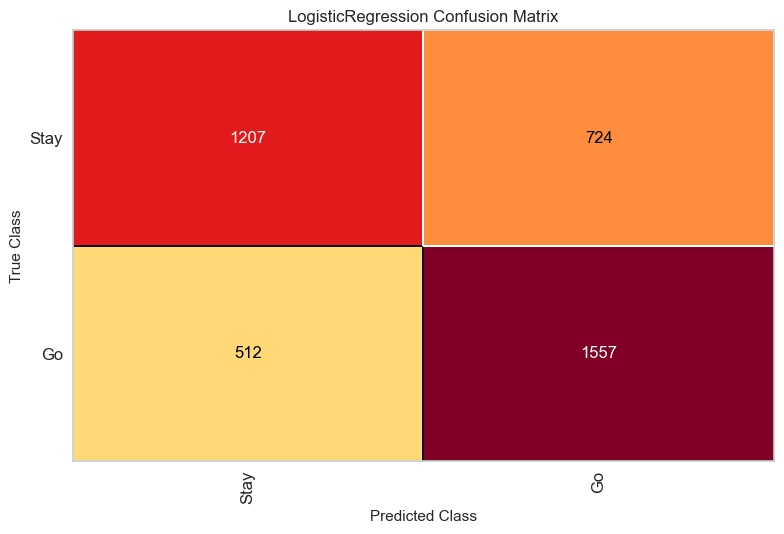 LogisticRegression Confusion Matrix
True Class
Stay
1207
724
Go
512
1557
Stay
Go
Predicted Class